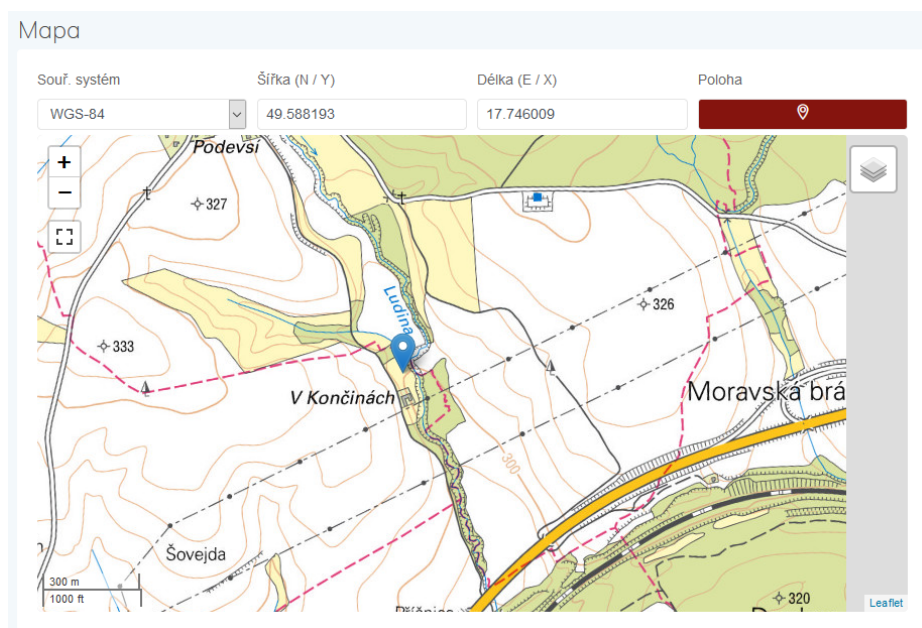 Mapa
Souř. systém
Šířka (N / Y)
Délka (E / X)
Poloha
WGS-84
49.588193
17.746009
+
−
Podevsí
327
Ludina
326
333
V Končinách
Moravská brá
300
Šovejda
300 m
1000 ft
320
Leaflet